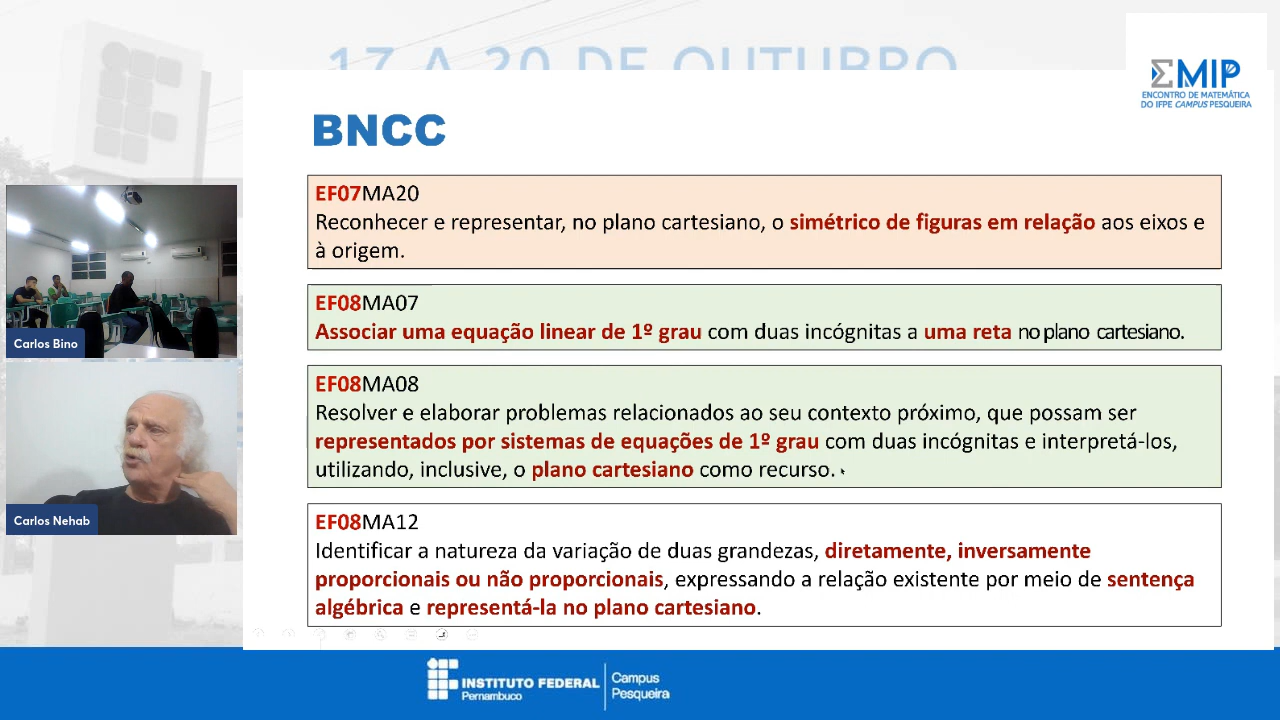 17 A 20 DE OUTUBRO
ΣMIP
ENCONTRO DE MATEMÁTICA
DO IFPE CAMPUS PESQUEIRA
BNCC
EF07MA20
Reconhecer e representar, no plano cartesiano, o simétrico de figuras em relação aos eixos e
à origem.
EF08MA07
Associar uma equação linear de 1º grau com duas incógnitas a uma reta no plano cartesiano.
EF08MA08
Resolver e elaborar problemas relacionados ao seu contexto próximo, que possam ser
representados por sistemas de equações de 1º grau com duas incógnitas e interpretá-los,
utilizando, inclusive, o plano cartesiano como recurso.
EF08MA12
Identificar a natureza da variação de duas grandezas, diretamente, inversamente
proporcionais ou não proporcionais, expressando a relação existente por meio de sentença
algébrica e representá-la no plano cartesiano.
Carlos Bino
Carlos Nehab
INSTITUTO FEDERAL
Pernambuco
Campus
Pesqueira